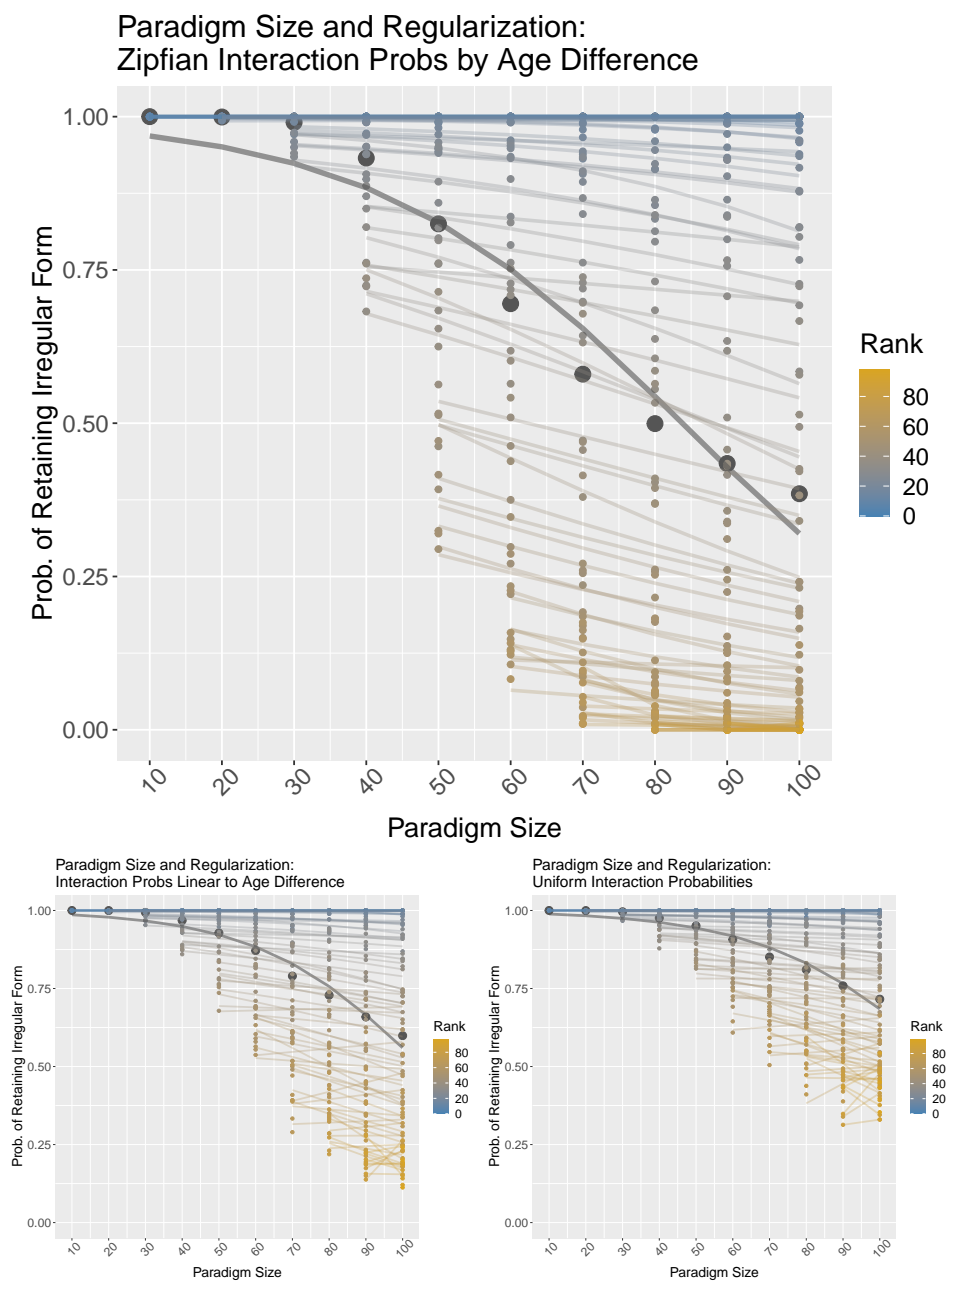 Paradigm Size and Regularization:
Zipfian Interaction Probs by Age Difference
Prob. of Retaining Irregular Form
1.00
0.75
0.50
0.25
0.00
10 20 30 40 50 60 70 80 90 100
Paradigm Size
Rank
80
60
40
20
0
Paradigm Size and Regularization:
Interaction Probs Linear to Age Difference
Prob. of Retaining Irregular Form
1.00
0.75
0.50
0.25
0.00
10 20 30 40 50 60 70 80 90 100
Paradigm Size
Rank
80
60
40
20
0
Paradigm Size and Regularization:
Uniform Interaction Probabilities
Prob. of Retaining Irregular Form
1.00
0.75
0.50
0.25
0.00
10 20 30 40 50 60 70 80 90 100
Paradigm Size
Rank
80
60
40
20
0